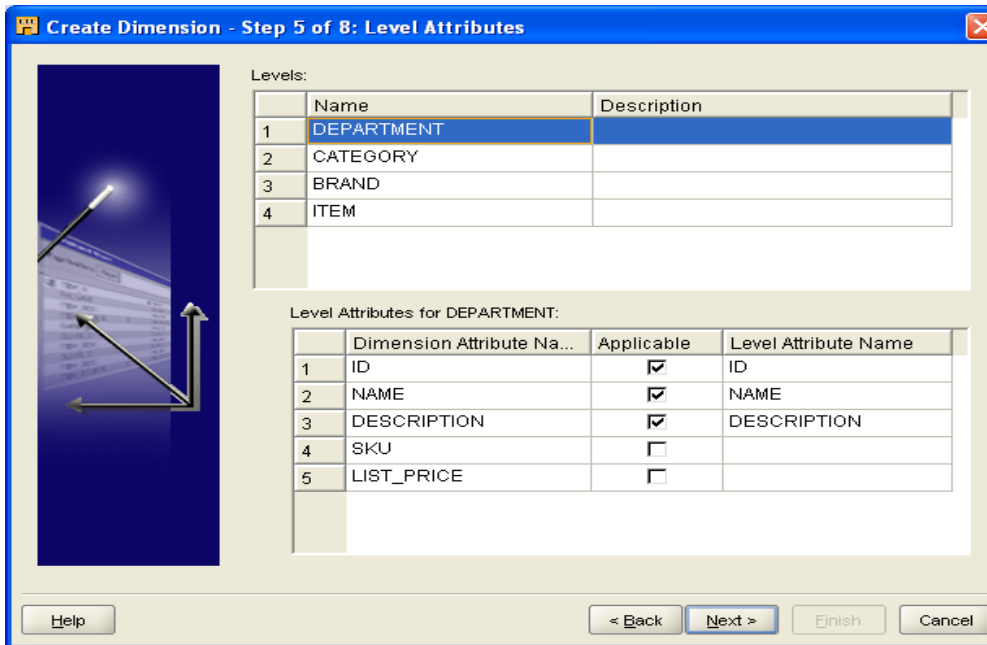 Create Dimension - Step 5 of 8: Level Attributes
Levels:
Name Description
1 DEPARTMENT
2 CATEGORY
3 BRAND
4 ITEM
Level Attributes for DEPARTMENT:
Dimension Attribute Na... Applicable Level Attribute Name
1 ID ID
2 NAME NAME
3 DESCRIPTION DESCRIPTION
4 SKU
5 LIST_PRICE
Help < Back Next > Finish Cancel